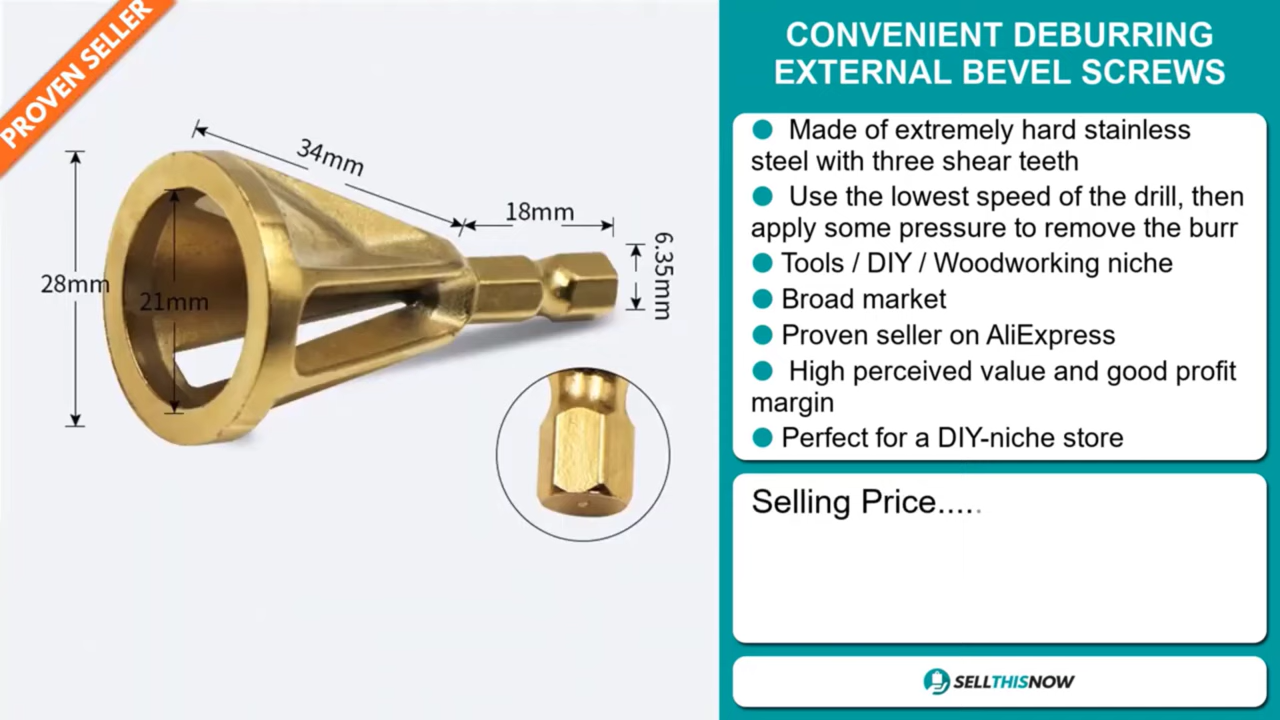 PROVEN SELLER
34mm
18mm
6.35mm
28mm
21mm
CONVENIENT DEBURRING
EXTERNAL BEVEL SCREWS
● Made of extremely hard stainless
steel with three shear teeth
● Use the lowest speed of the drill, then
apply some pressure to remove the burr
● Tools / DIY / Woodworking niche
● Broad market
● Proven seller on AliExpress
● High perceived value and good profit
margin
● Perfect for a DIY-niche store
Selling Price.....
SELLTHISNOW